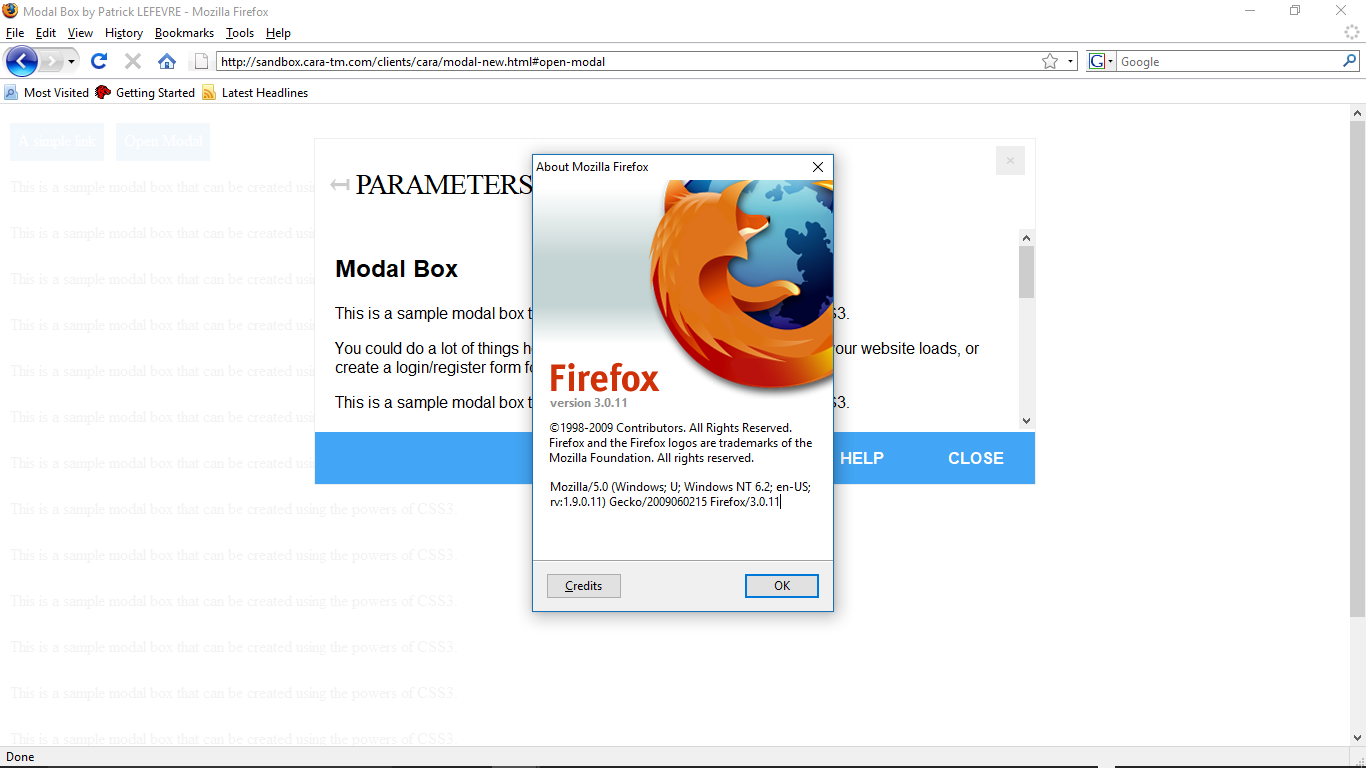 Modal Box by Patrick LEFEVRE - Mozilla Firefox
File Edit View History Bookmarks Tools Help
http://sandbox.cara-tm.com/clients/cara/modal-new.html#open-modal
G Google
Most Visited Getting Started Latest Headlines
A simple link Open Modal
This is a sample modal box that can be created usi
This is a sample modal box that can be created usi
This is a sample modal box that can be created usi
This is a sample modal box that can be created usi
This is a sample modal box that can be created usi
This is a sample modal box that can be created usi
This is a sample modal box that can be created usi
This is a sample modal box that can be created using the powers of CSS3.
This is a sample modal box that can be created using the powers of CSS3.
This is a sample modal box that can be created using the powers of CSS3.
This is a sample modal box that can be created using the powers of CSS3.
This is a sample modal box that can be created using the powers of CSS3.
This is a sample modal box that can be created using the powers of CSS3.
PARAMETERS
×
Modal Box
This is a sample modal box t S3.
You could do a lot of things h our website loads, or
create a login/register form fo
This is a sample modal box t S3.
HELP CLOSE
About Mozilla Firefox
Firefox
version 3.0.11
©1998-2009 Contributors. All Rights Reserved.
Firefox and the Firefox logos are trademarks of the
Mozilla Foundation. All rights reserved.
Mozilla/5.0 (Windows; U; Windows NT 6.2; en-US;
rv:1.9.0.11) Gecko/2009060215 Firefox/3.0.11
Credits OK
Done